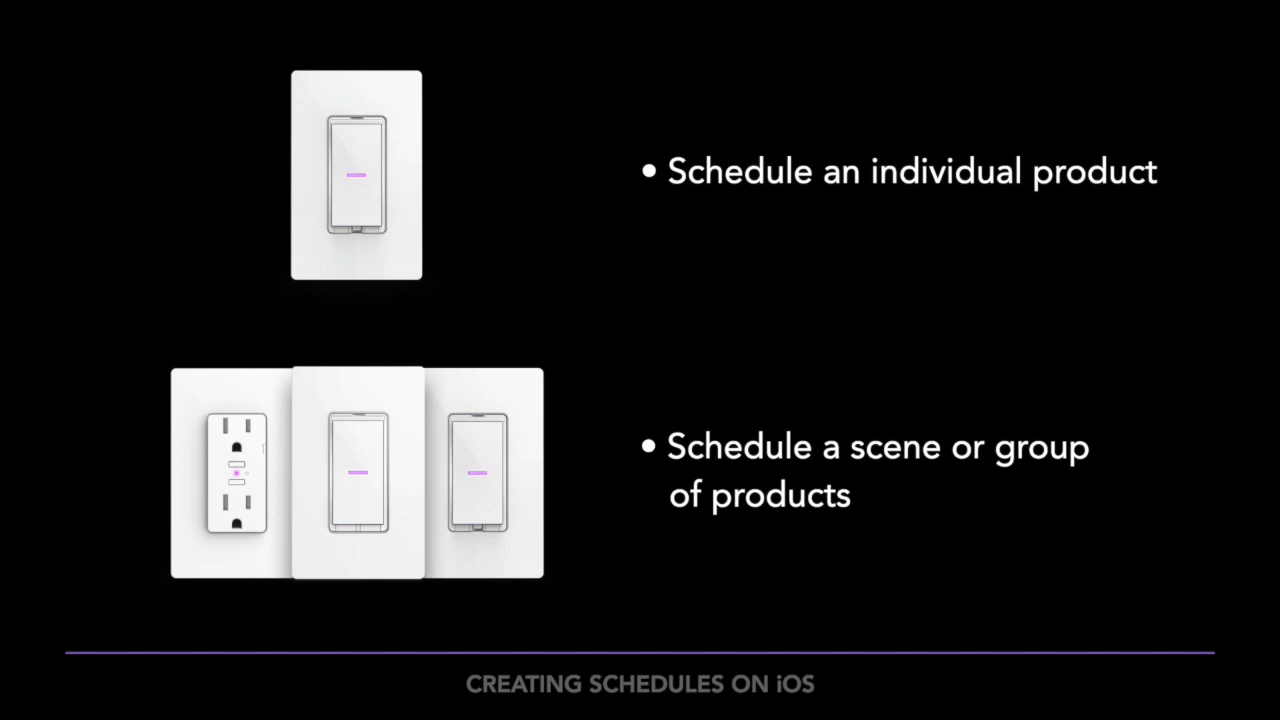 • Schedule an individual product
• Schedule a scene or group
of products
CREATING SCHEDULES ON iOS